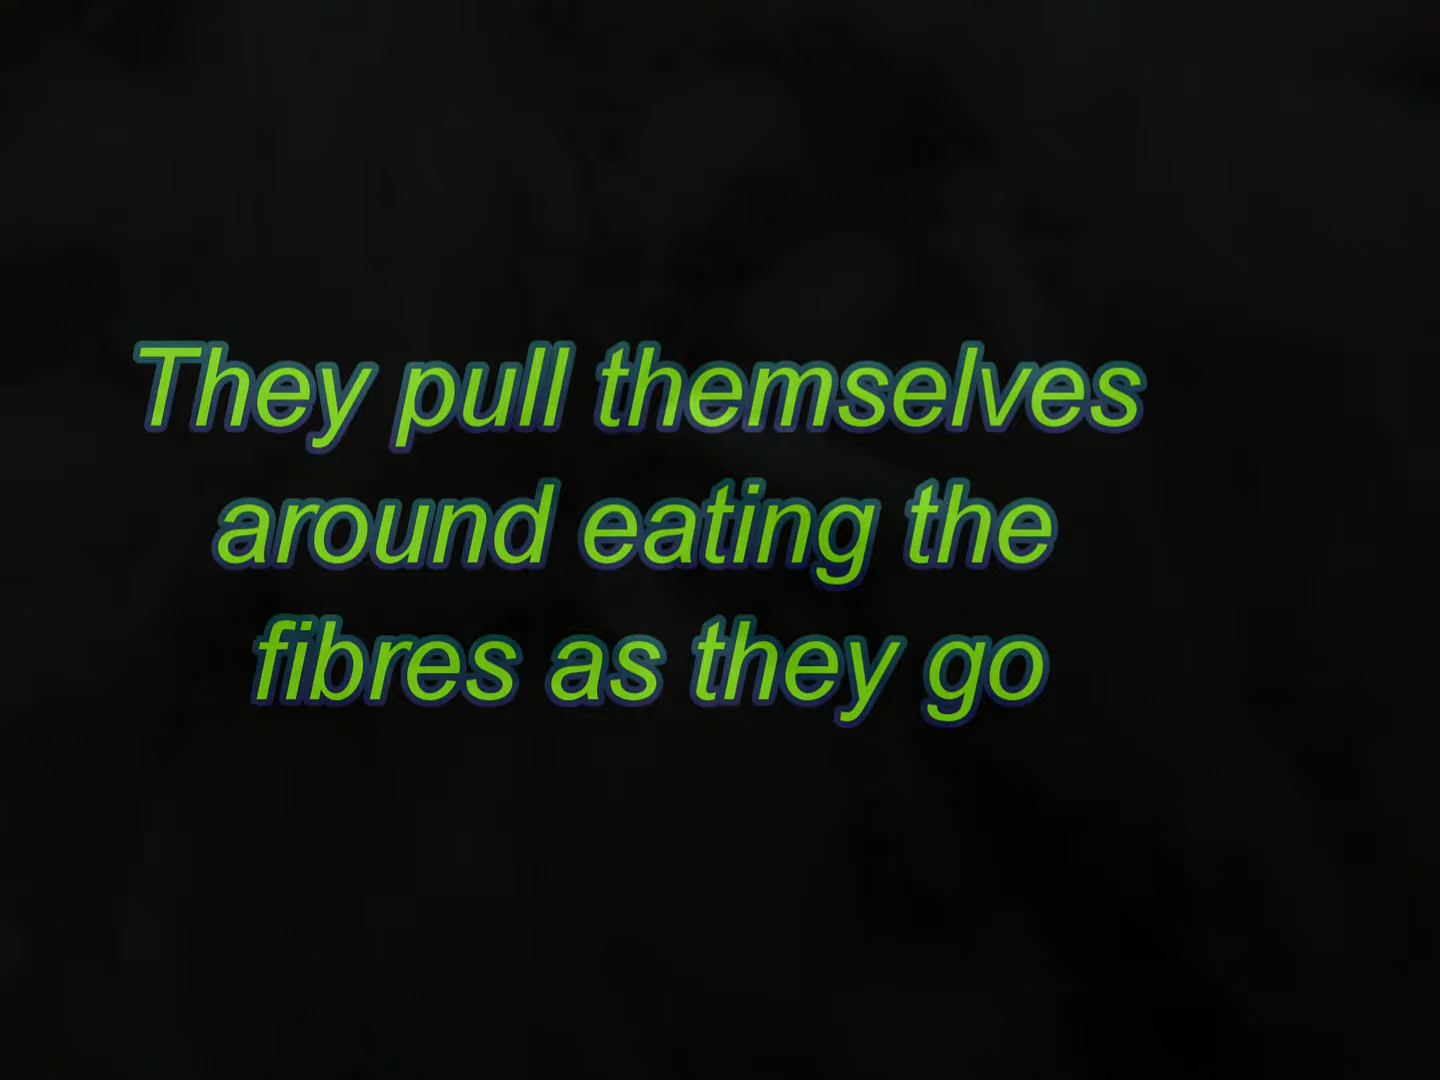 They pull themselves
around eating the
fibres as they go